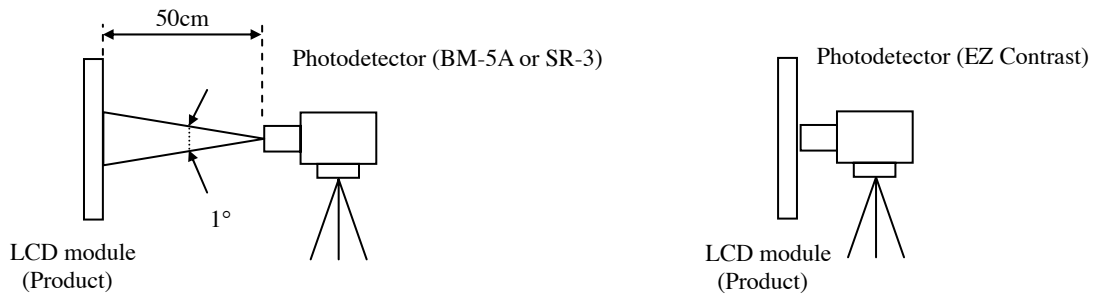 50cm
Photodetector (BM-5A or SR-3)
1°
LCD module
(Product)
Photodetector (EZ Contrast)
LCD module
(Product)